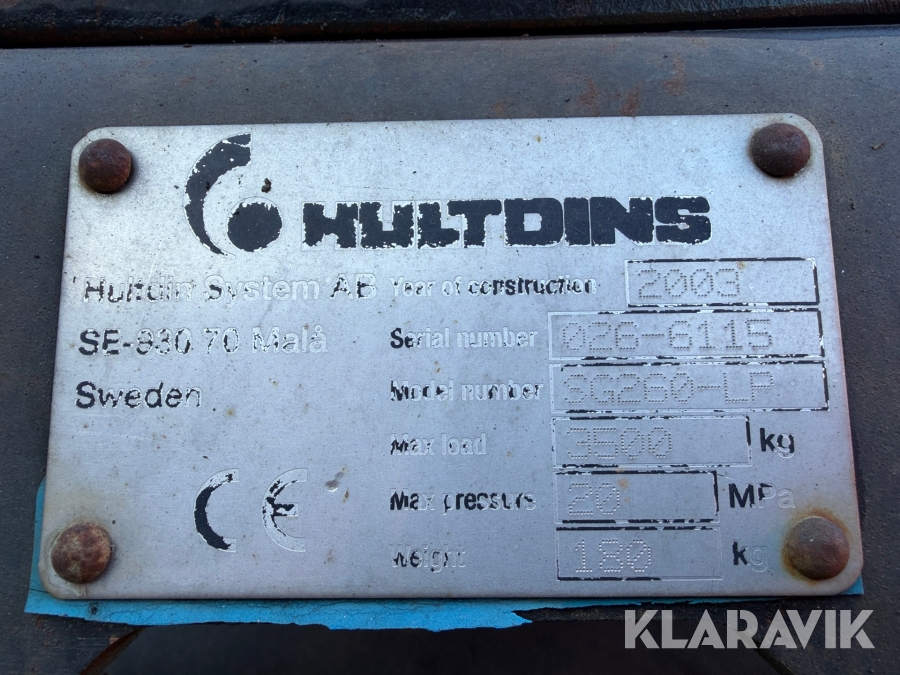 HULTDINS
Hultdin System AB
SE-930 70 Malå
Sweden
Year of construction 2003
Serial number 026-6115
Model number SG260-LP
Max load 3500 kg
Max pressure 20 MPa
Weight 180 kg
CE
KLARAVIK